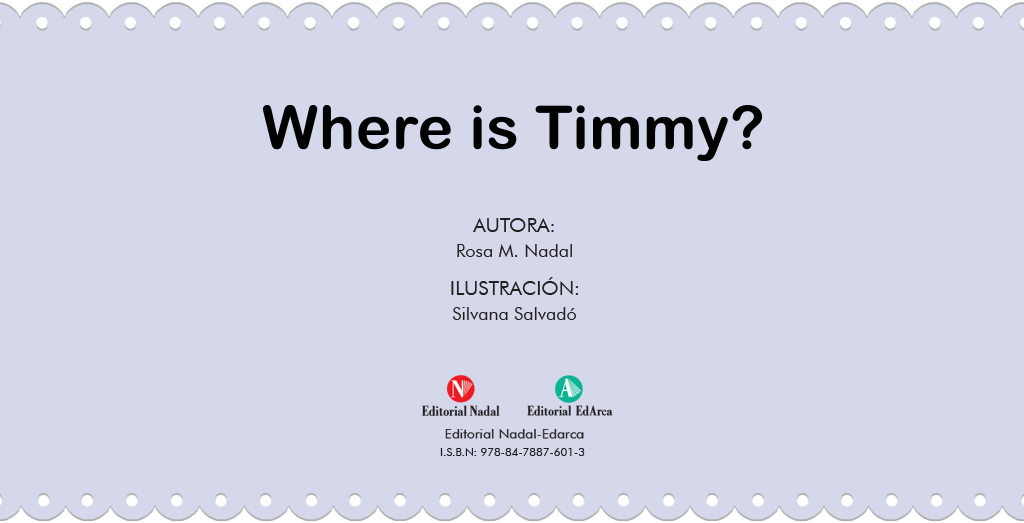 Where is Timmy?
AUTORA:
Rosa M. Nadal
ILUSTRACIÓN:
Silvana Salvadó
N A
Editorial Nadal Editorial EdArca
Editorial Nadal-Edarca
I.S.B.N: 978-84-7887-601-3